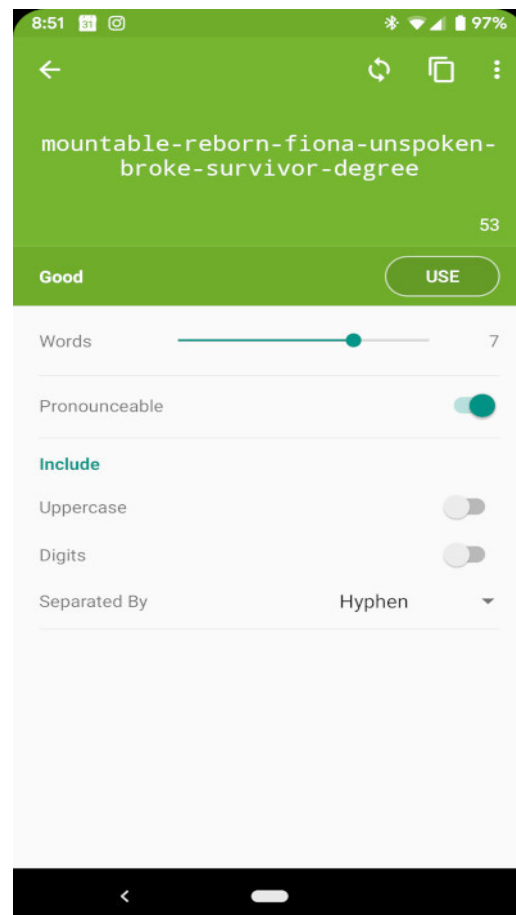 8:51 31 97%
mountable-reborn-fiona-unspoken-
broke-survivor-degree
53
Good USE
Words 7
Pronounceable
Include
Uppercase
Digits
Separated By Hyphen